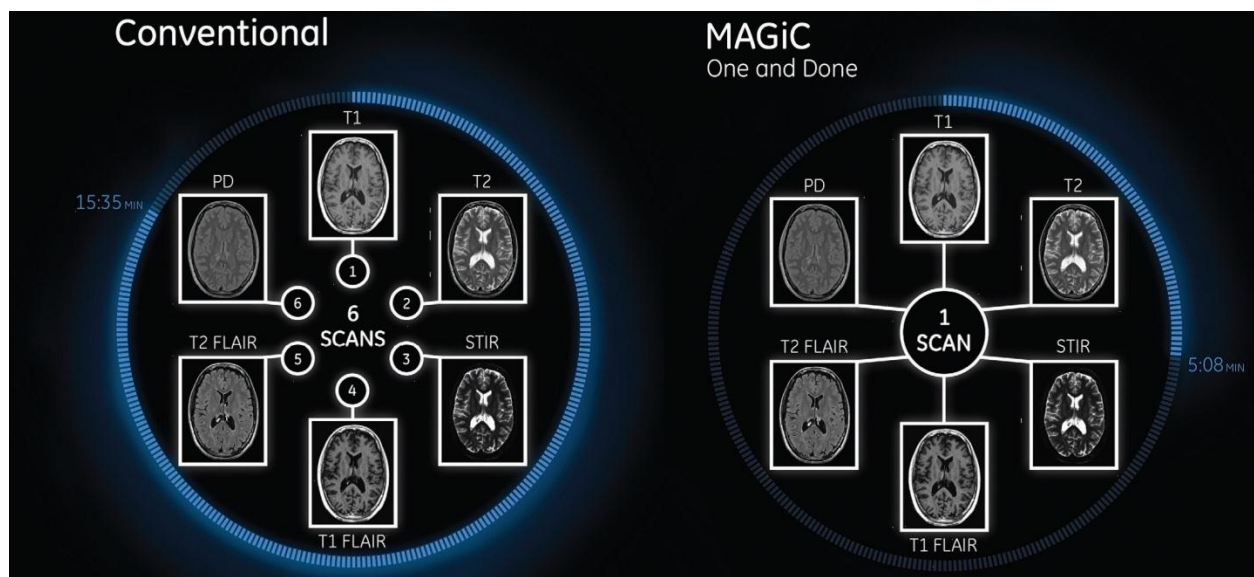 Conventional
T1
PD
T2
15:35 MIN
1
6
2
6
SCANS
T2 FLAIR
5
3
STIR
4
T1 FLAIR
MAGiC
One and Done
T1
PD
T2
1
SCAN
T2 FLAIR
STIR
5:08 MIN
T1 FLAIR